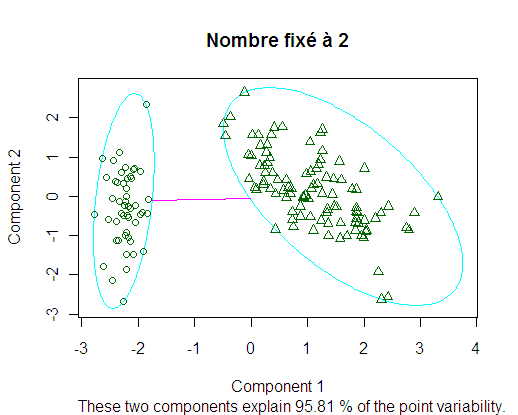 Nombre fixé à 2
Component 2
2
1
0
-1
-2
-3
-3 -2 -1 0 1 2 3 4
Component 1
These two components explain 95.81 % of the point variability.